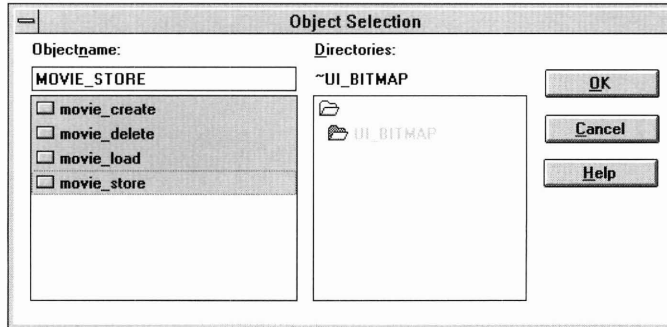 Object Selection
Objectname:
MOVIE_STORE
movie_create
movie_delete
movie_load
movie_store
Directories:
~UI_BITMAP
UI_BITMAP
OK
Cancel
Help